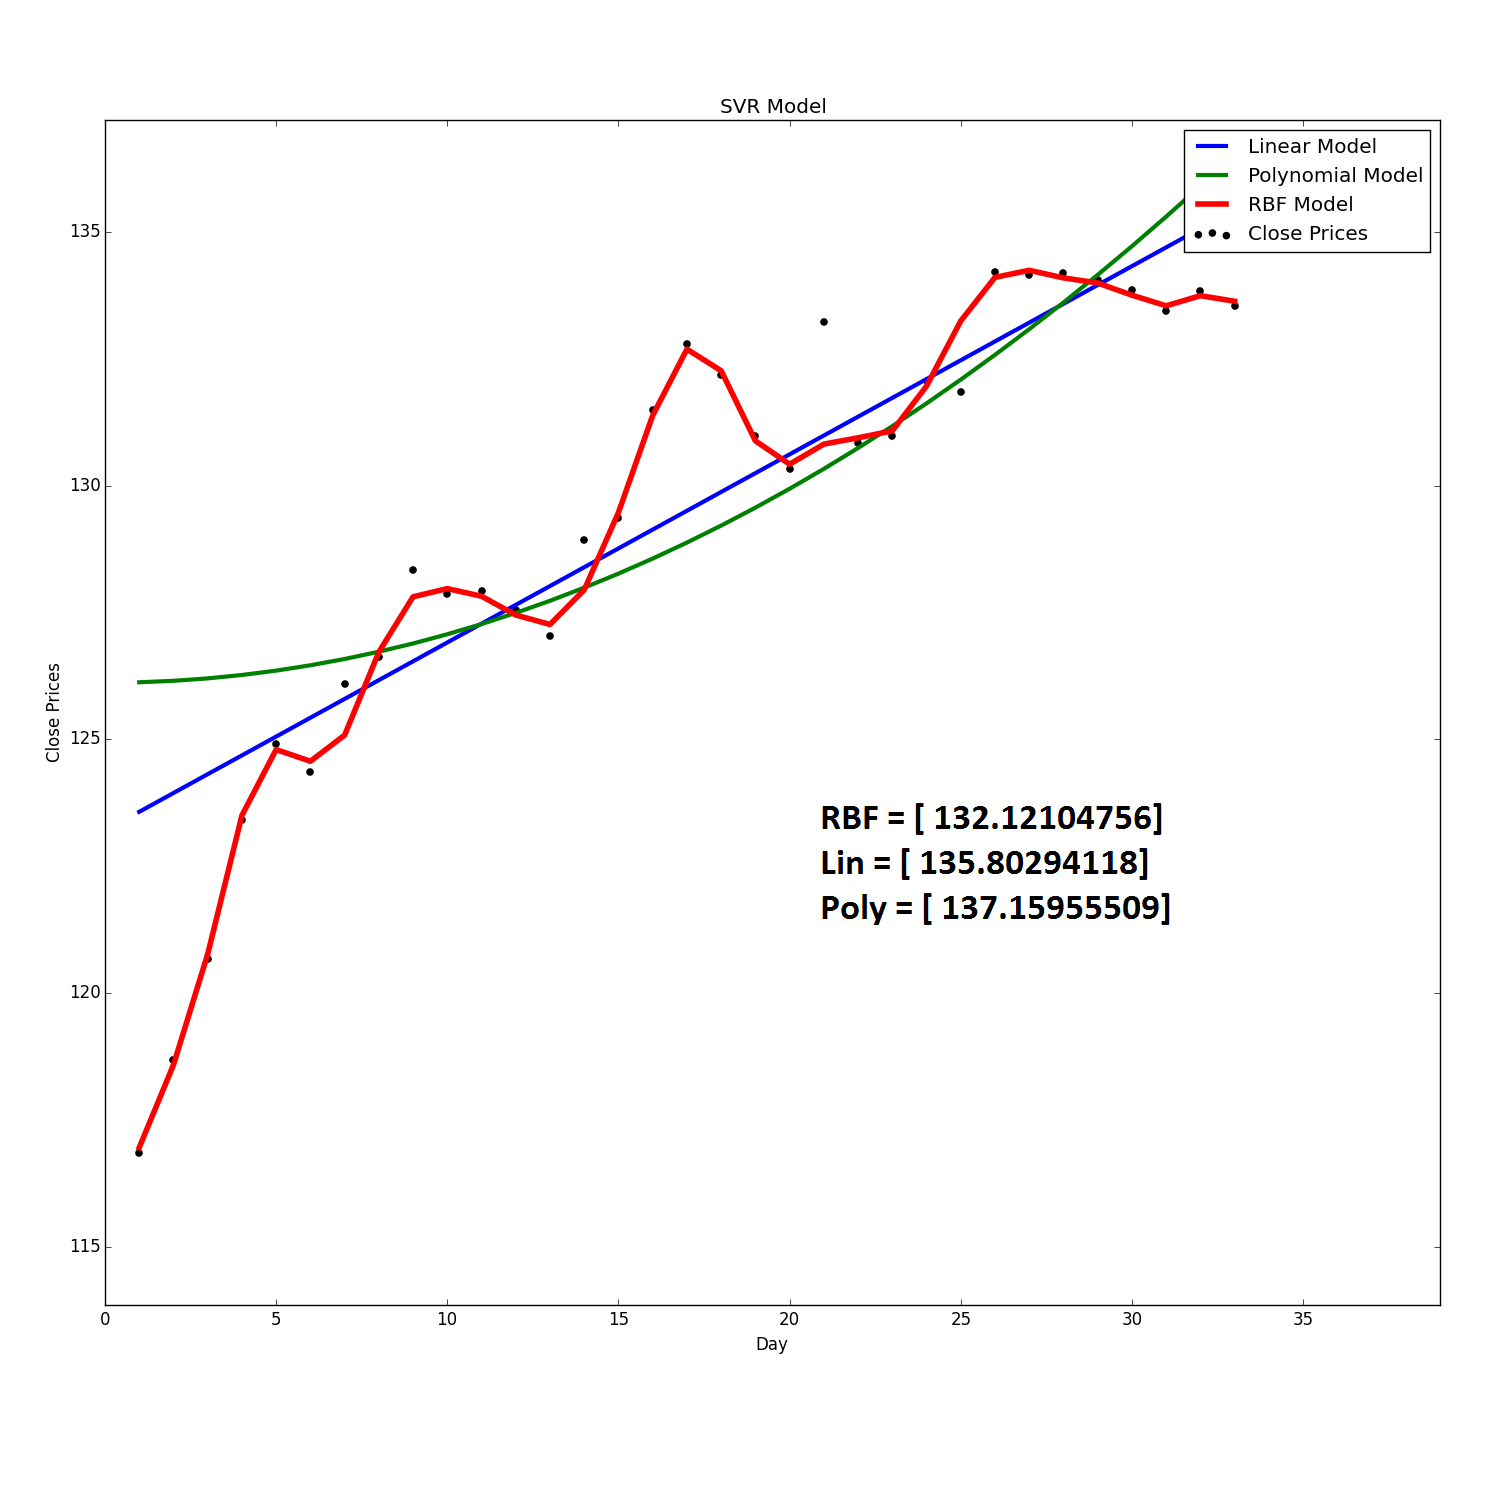 SVR Model
Linear Model
Polynomial Model
RBF Model
Close Prices
135
130
125
120
115
Close Prices
RBF = [ 132.12104756]
Lin = [ 135.80294118]
Poly = [ 137.15955509]
0 5 10 15 20 25 30 35
Day